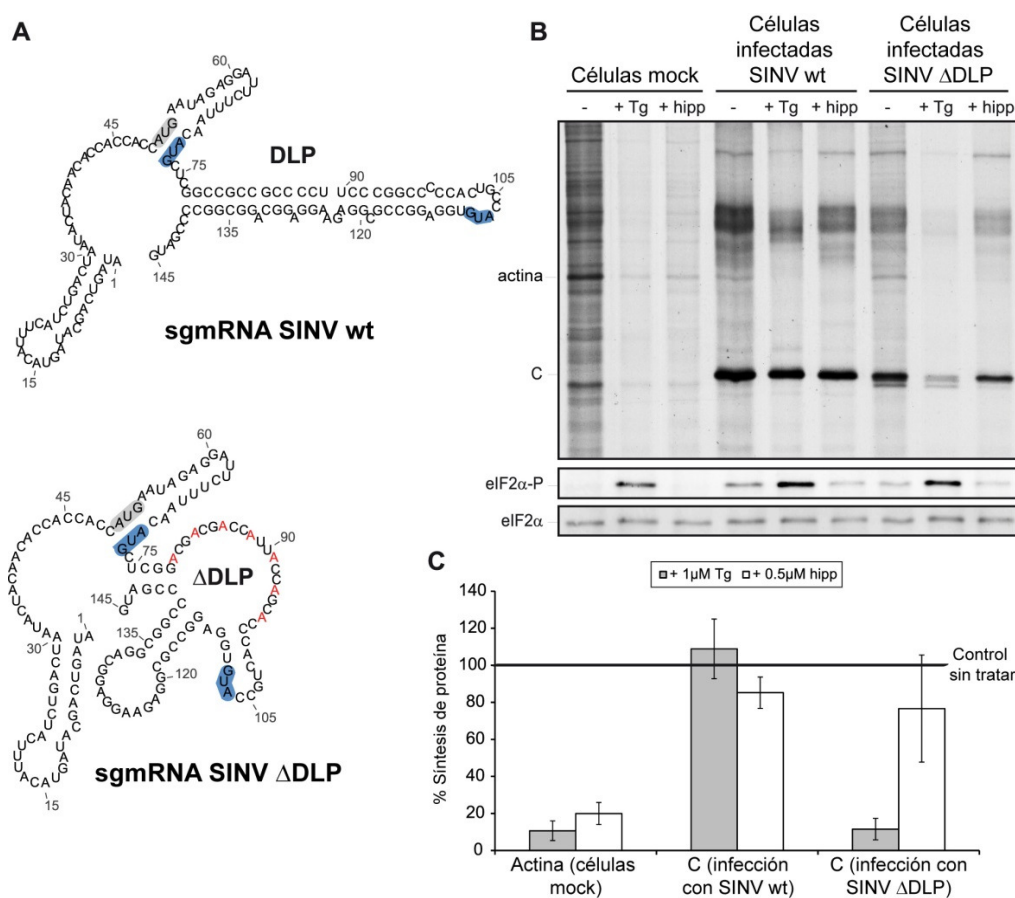 A
60
45
DLP
75
90
105
30
135
120
1
145
sgmRNA SINV wt
15
60
45
75
90
ΔDLP
145
1
135
30
120
105
sgmRNA SINV ΔDLP
15
B
Células mock
Células
infectadas
SINV wt
Células
infectadas
SINV ΔDLP
- + Tg + hipp - + Tg + hipp - + Tg + hipp
actina
C
eIF2α-P
eIF2α
C
+ 1μM Tg + 0.5μM hipp
% Síntesis de proteína
140
120
100
80
60
40
20
0
Control
sin tratar
Actina (células
mock)
C (infección
con SINV wt)
C (infección con
SINV ΔDLP)